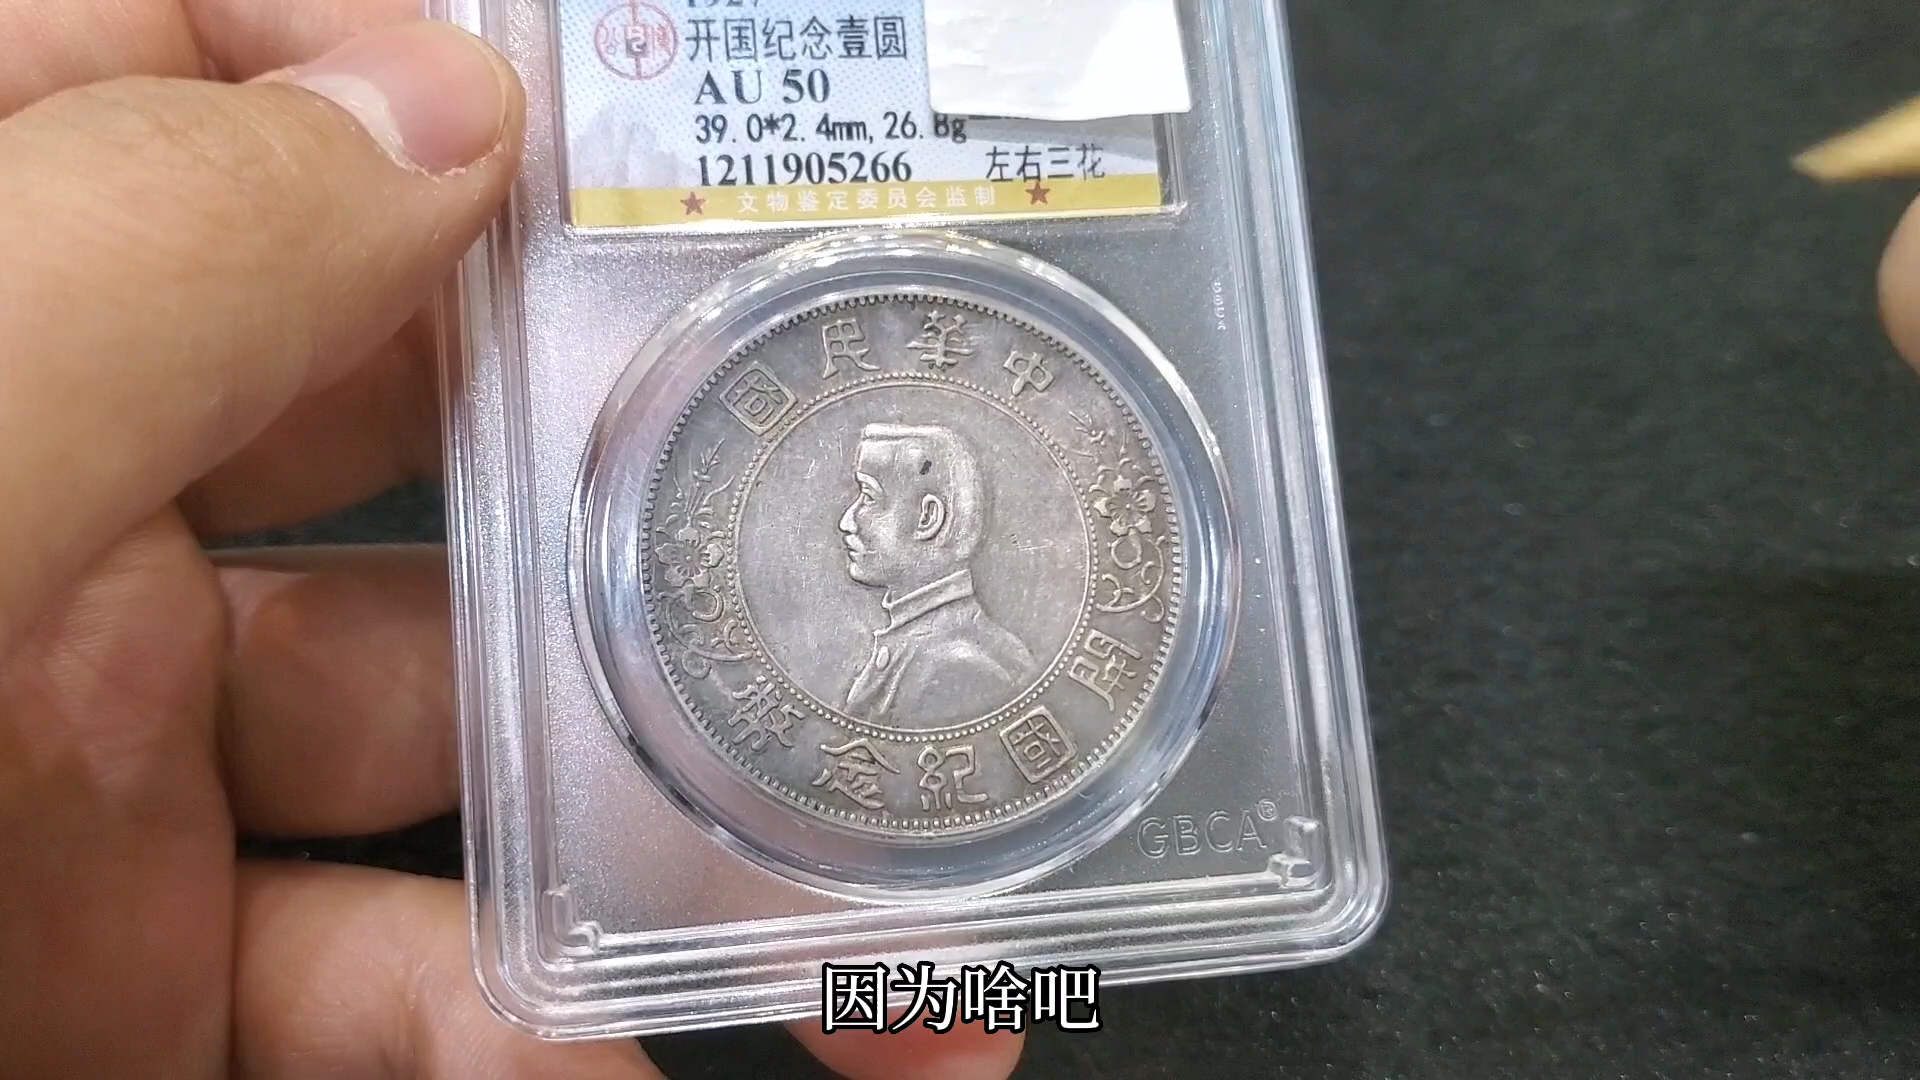 1927
开国纪念壹圆
AU 50
39.0*2.4mm, 26.8g
1211905266 左右三花
★ 文物鉴定委员会监制 ★
GBCA
中華民國
開國紀念幣
GBCA®
因为啥吧